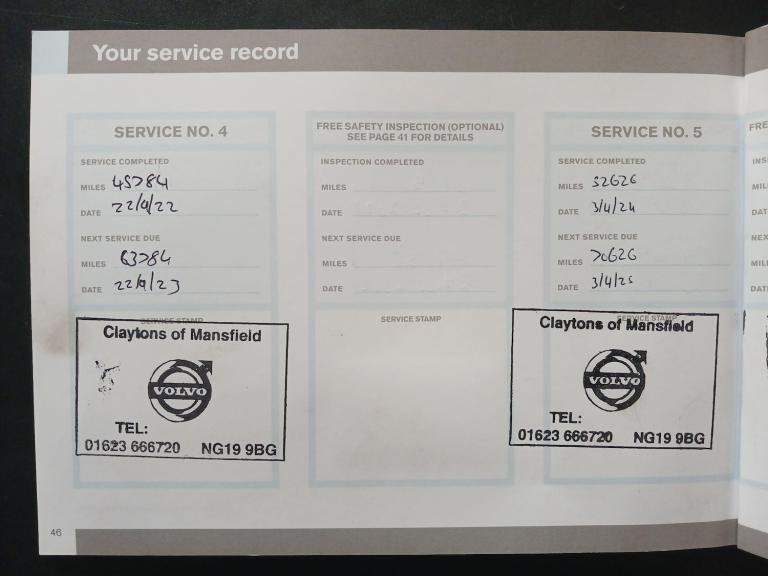 Your service record
SERVICE NO. 4
SERVICE COMPLETED
MILES 45784
DATE 22/9/22
NEXT SERVICE DUE
MILES 63784
DATE 22/9/23
SERVICE STAMP
Claytons of Mansfield
VOLVO
TEL:
01623 666720 NG19 9BG
FREE SAFETY INSPECTION (OPTIONAL)
SEE PAGE 41 FOR DETAILS
INSPECTION COMPLETED
MILES
DATE
NEXT SERVICE DUE
MILES
DATE
SERVICE STAMP
SERVICE NO. 5
SERVICE COMPLETED
MILES 52626
DATE 3/4/24
NEXT SERVICE DUE
MILES 70626
DATE 3/4/25
SERVICE STAMP
Claytons of Mansfield
VOLVO
TEL:
01623 666720 NG19 9BG
46